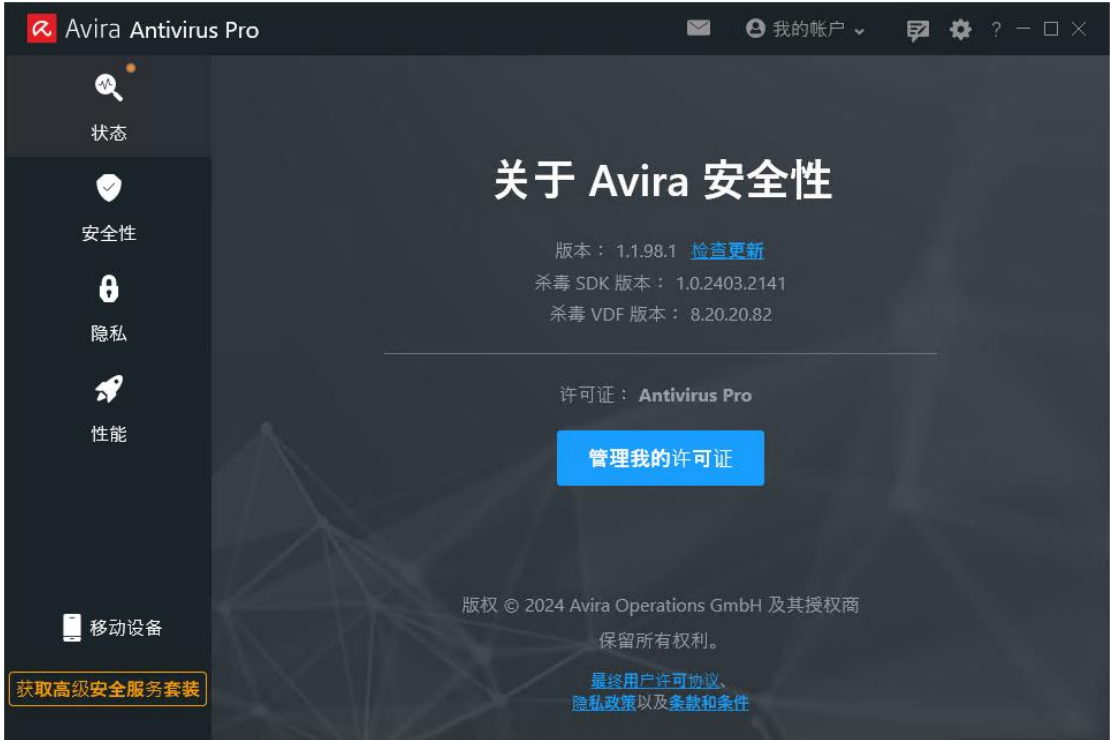 Avira Antivirus Pro
我的帐户
?
状态
安全性
隐私
性能
移动设备
获取高级安全服务套装
关于 Avira 安全性
版本： 1.1.98.1 检查更新
杀毒 SDK 版本： 1.0.2403.2141
杀毒 VDF 版本： 8.20.20.82
许可证： Antivirus Pro
管理我的许可证
版权 © 2024 Avira Operations GmbH 及其授权商
保留所有权利。
最终用户许可协议、
隐私政策以及条款和条件